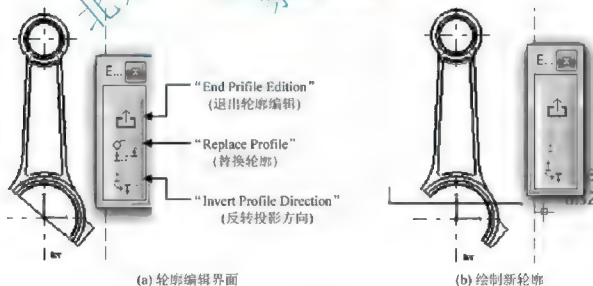 北
E...
E...
"End Prifile Edition"
(退出轮廓编辑)
"Replace Profile"
(替换轮廓)
"Invert Profile Direction"
(反转投影方向)
(a) 轮廓编辑界面
(b) 绘制新轮廓